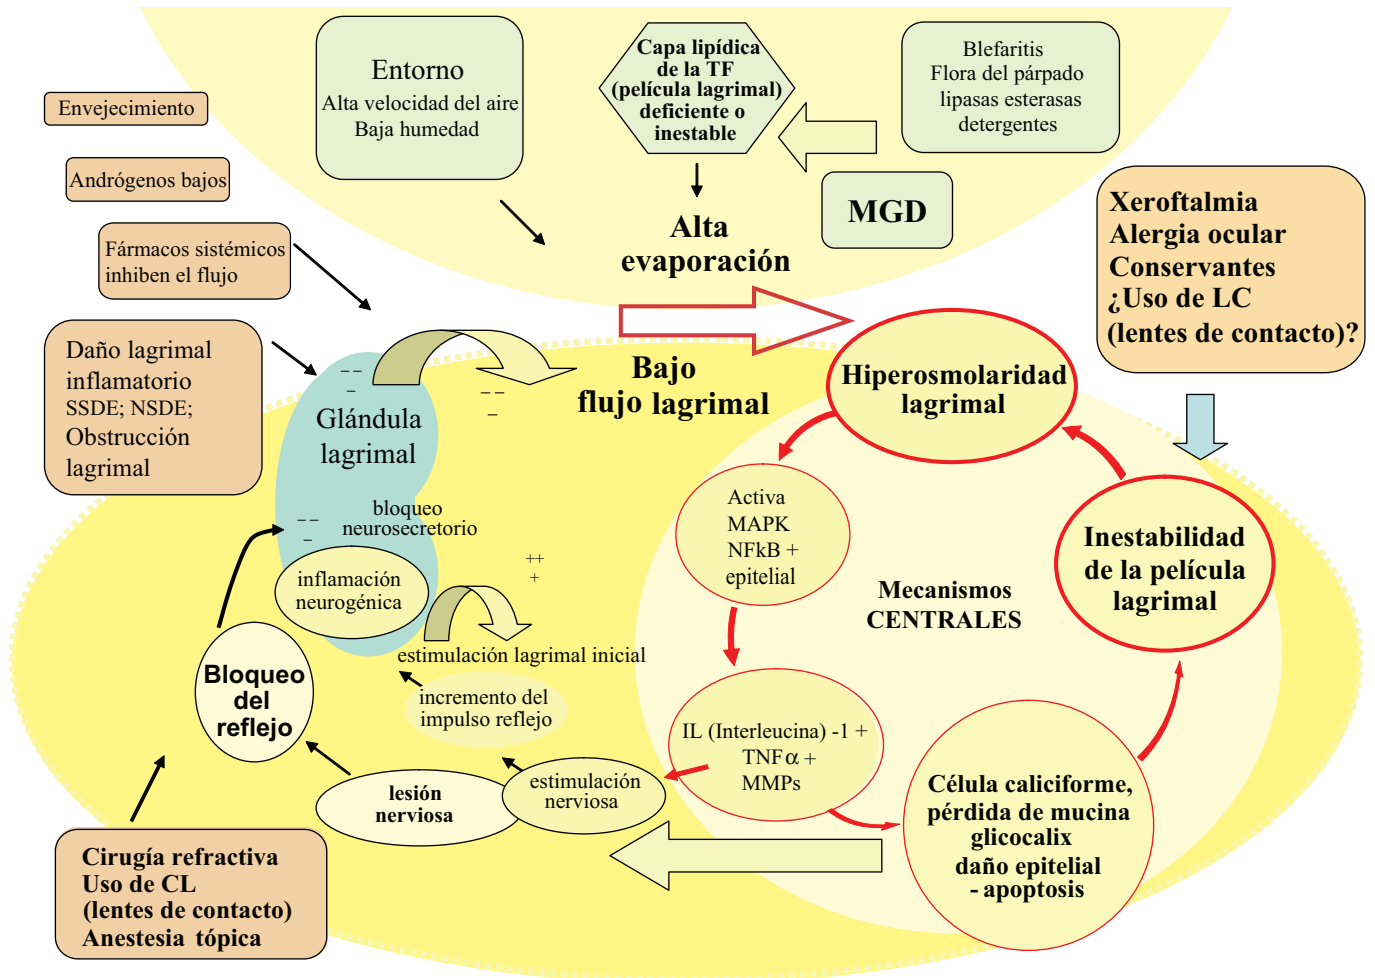 Entorno
Alta velocidad del aire
Baja humedad
Capa lipídica
de la TF
(película lagrimal)
deficiente o
inestable
Blefaritis
Flora del párpado
lipasas esterasas
detergentes
MGD
Envejecimiento
Andrógenos bajos
Fármacos sistémicos
inhiben el flujo
Daño lagrimal
inflamatorio
SSDE; NSDE;
Obstrucción
lagrimal
Alta
evaporación
Xeroftalmia
Alergia ocular
Conservantes
¿Uso de LC
(lentes de contacto)?
Bajo
flujo lagrimal
Hiperosmolaridad
lagrimal
-- 
-
--
-
Glándula
lagrimal
bloqueo
neurosecretorio
--
-
inflamación
neurogénica
++
+
estimulación lagrimal inicial
incremento del
impulso reflejo
Bloqueo
del
reflejo
lesión
nerviosa
estimulación
nerviosa
Activa
MAPK
NFkB +
epitelial
Mecanismos
CENTRALES
Inestabilidad
de la película
lagrimal
IL (Interleucina) -1 +
TNFα +
MMPs
Célula caliciforme,
pérdida de mucina
glicocalix
daño epitelial
- apoptosis
Cirugía refractiva
Uso de CL
(lentes de contacto)
Anestesia tópica